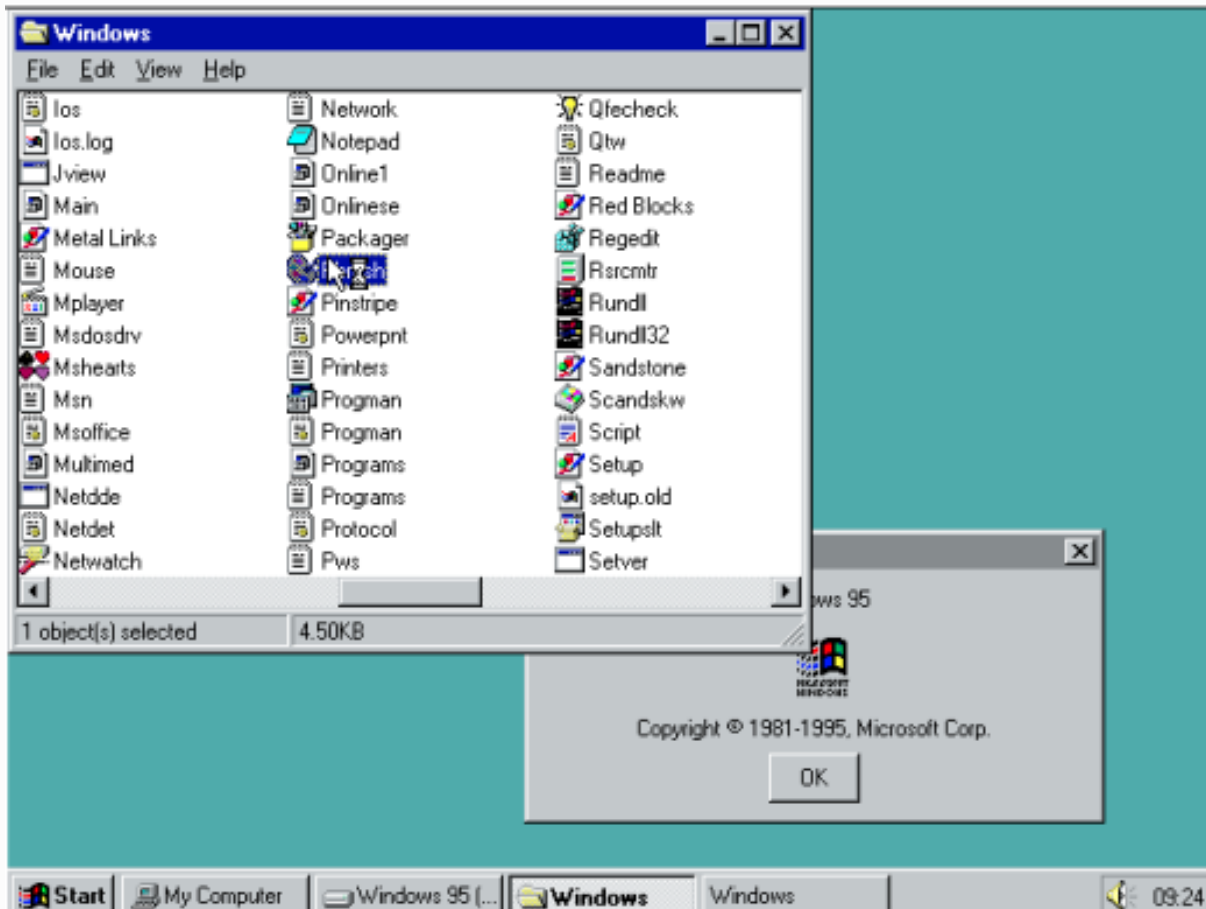 Windows
File Edit View Help
Ios Network Qfecheck
Ios.log Notepad Qtw
Jview Online1 Readme
Main Onlinese Red Blocks
Metal Links Packager Regedit
Mouse Rsrcmtr
Mplayer Pinstripe Rundll
Msdosdrv Powerpnt Rundll32
Mshearts Printers Sandstone
Msn Progman Scandskw
Msoffice Progman Script
Multimed Programs Setup
Netdde Programs setup.old
Netdet Protocol Setupslt
Netwatch Pws Setver
1 object(s) selected 4.50KB
ows 95
MICROSOFT
WINDOWS
Copyright © 1981-1995, Microsoft Corp.
OK
Start My Computer Windows 95 (... Windows Windows 09:24